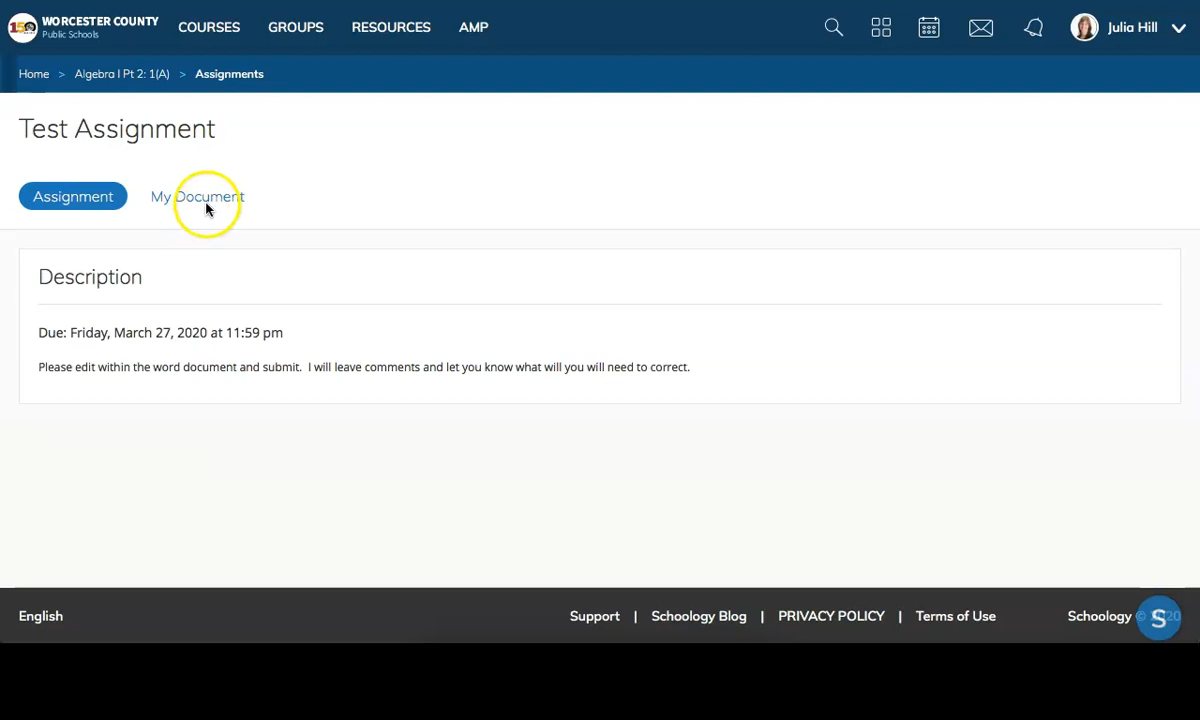 WORCESTER COUNTY
Public Schools
COURSES GROUPS RESOURCES AMP
Julia Hill
Home > Algebra I Pt 2: 1(A) > Assignments
Test Assignment
Assignment My Document
Description
Due: Friday, March 27, 2020 at 11:59 pm
Please edit within the word document and submit. I will leave comments and let you know what will you will need to correct.
English Support | Schoology Blog | PRIVACY POLICY | Terms of Use Schoology © 2020
S